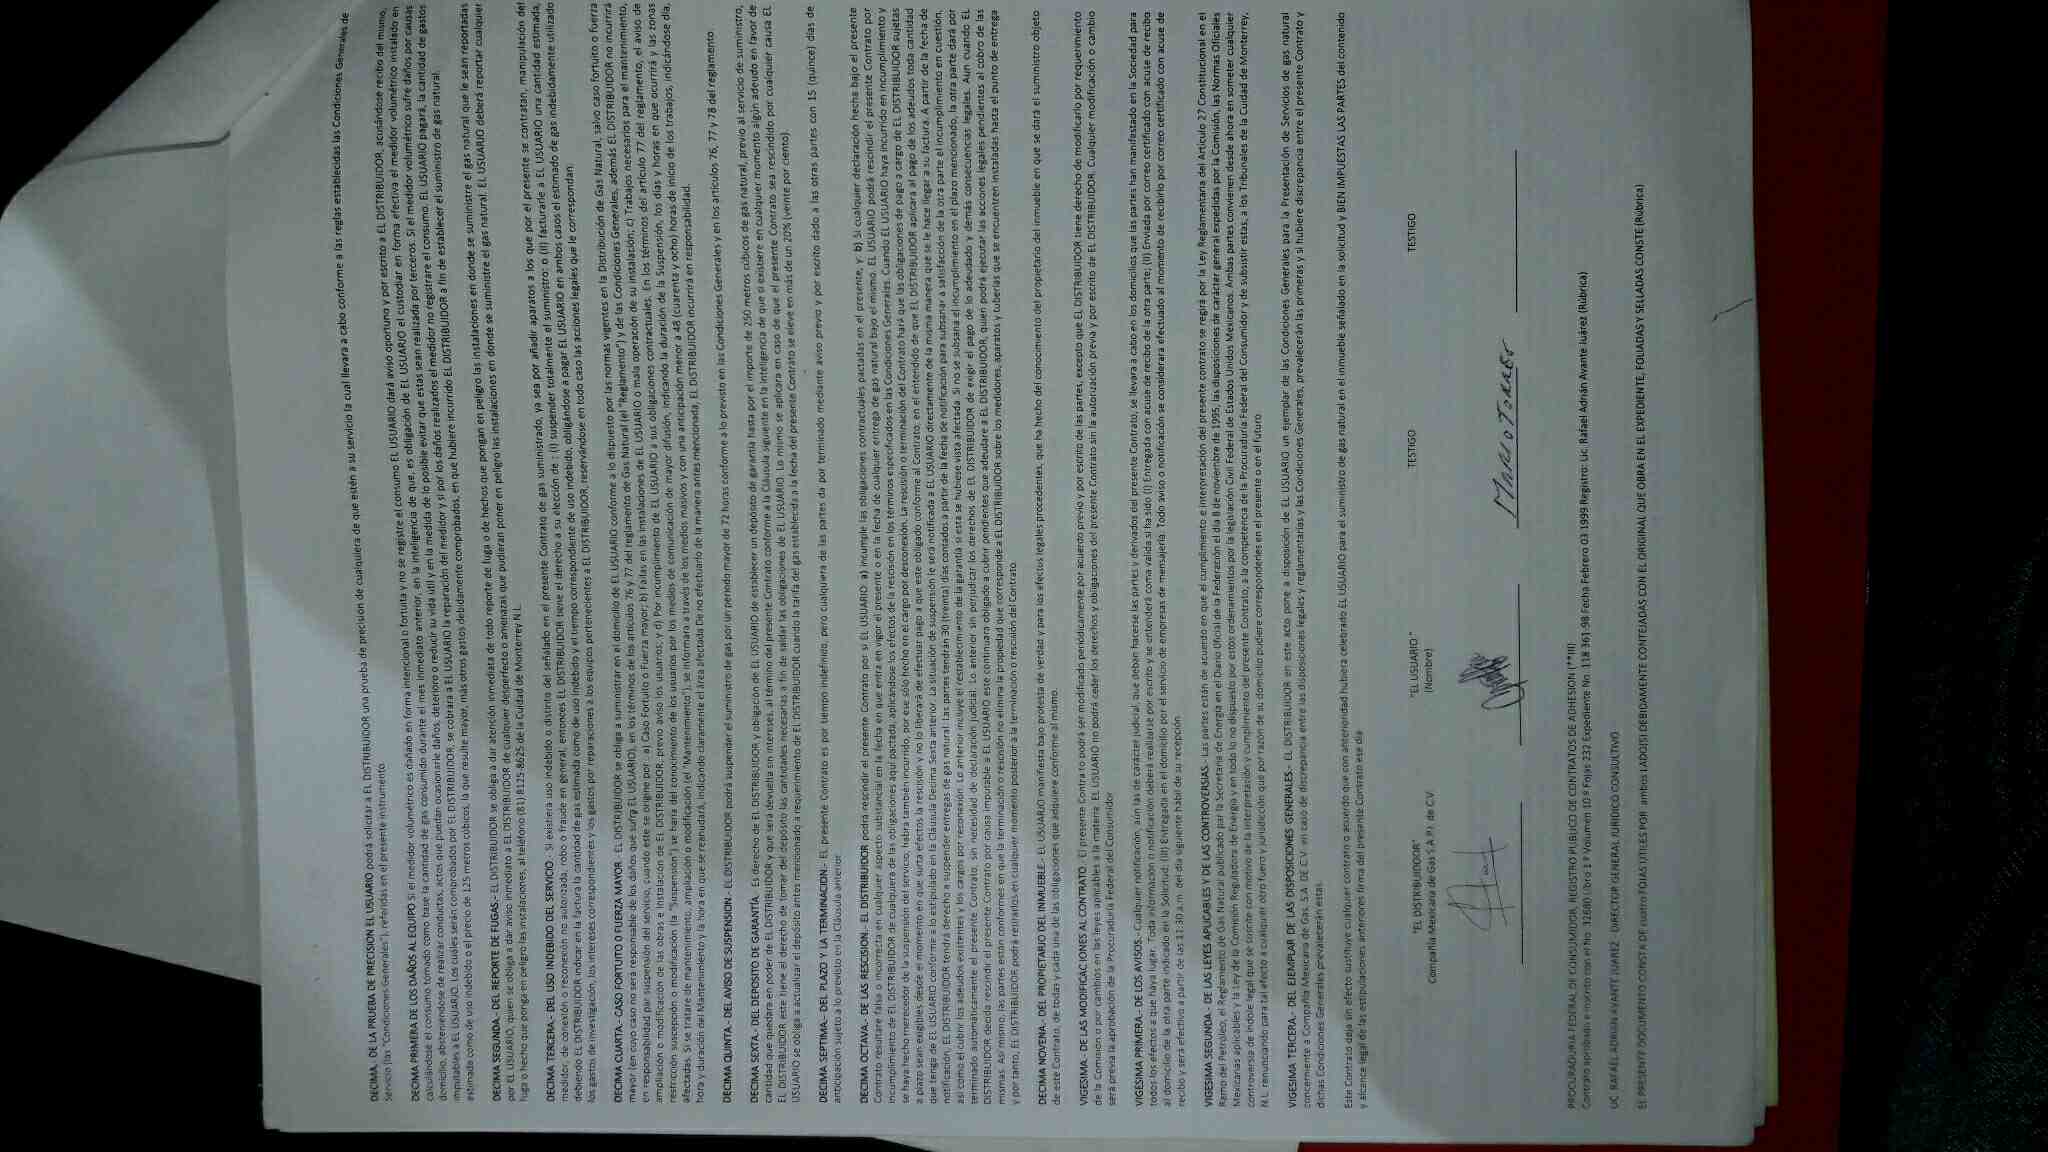 servicio la cual llevara a cabo conforme a las reglas establecidas las Condiciones Generales de
DECIMA. DE LA PRUEBA DE PRECISION EL USUARIO podrá solicitar a EL DISTRIBUIDOR una prueba de precisión de cualquiera de que estén a su
servicio (las "Condiciones Generales"), referidas en el presente instrumento
DECIMA PRIMERA DE LOS DAÑOS AL EQUIPO Si el medidor volumétrico es dañado en forma intencional o fortuita y no se registre el consumo EL USUARIO dará aviso oportuno y por escrito a EL DISTRIBUIDOR, acusándose recibo del mismo,
calculándose el consumo tomado como base la cantidad de gas consumido durante el mes inmediato anterior, en la inteligencia de que, es obligación de EL USUARIO el custodiar en forma efectiva el medidor volumétrico instalado en
domicilio, absteniéndose de realizar conductas, actos que puedan ocasionarle daños, deterioro o reducir su vida útil y en la medida de lo posible evitar que estas sean realizada por terceros. Si el medidor volumétrico sufre daños por causas
imputables a EL USUARIO. Los cuales serán comprobados por EL DISTRIBUIDOR, se cobrara a EL USUARIO la reparación del medidor y si por los daños realizados el medidor no registrare el consumo. EL USUARIO pagará, la cantidad de gastos
estimado como de uso indebido o el precio de 125 metros cúbicos, la que resulte mayor, más otros gastos debidamente comprobados, en que hubiere incurrido EL DISTRIBUIDOR a fin de establecer el suministro de gas natural.
DECIMA SEGUNDA.- DEL REPORTE DE FUGAS.- EL DISTRIBUIDOR se obliga a dar atención inmediata de todo reporte de luga o de hechos que pongan en peligro las instalaciones en donde se suministre el gas natural que le sean reportadas
por EL USUARIO, quien se obliga a dar aviso inmediato a EL DISTRIBUIDOR de cualquier desperfecto o amenazas que pudieran poner en peligro las instalaciones en donde se suministre el gas natural. EL USUARIO deberá reportar cualquier
luga o hecho que ponga en peligro las instalaciones, al teléfono (81) 8125 8625 de la Cuidad de Monterrey N.L.
DECIMA TERCERA.- DEL USO INDEBIDO DEL SERVICIO.- Si existiera uso indebido o distinto del señalado en el presente Contrato de gas suministrado, ya sea por añadir aparatos a los que por el presente se contratan, manipulación del
medidor, de conexión o reconexión no autorizada, robo o fraude en general, entonces EL DISTRIBUIDOR tiene el derecho a su elección de : (I) suspender totalmente el suministro: o (II) facturarle a EL USUARIO una cantidad estimada,
debiendo EL DISTRIBUIDOR indicar en la factura la cantidad de gas estimada como de uso indebido y el tiempo correspondiente de uso indebido, obligándose a pagar EL USUARIO en ambos casos el estimado de gas indebidamente utilizado
los gastos de investigación, los intereses correspondientes y los gastos por reparaciones a los equipos pertenecientes a EL DISTRIBUIDOR, reservándose en todo caso las acciones legales que le correspondan.
DECIMA CUARTA.- CASO FORTUITO O FUERZA MAYOR.- EL DISTRIBUIDOR se obliga a suministrar en el domicilio de EL USUARIO conforme a lo dispuesto por las normas vigentes en la Distribución de Gas Natural, salvo caso fortuito o fuerza
mayor (en cuyo caso no será responsable de los daños que sufra EL USUARIO), en los términos de los artículos 76 y 77 del reglamento de Gas Natural (el "Reglamento") y de las Condiciones Generales, además EL DISTRIBUIDOR no incurrirá
en responsabilidad par suspensión del servicio, cuando este se origine por : a) Caso Fortuito o Fuerza mayor; b) Fallas en las instalaciones de EL USUARIO o mala operación de su instalación; c) Trabajos necesarios para el mantenimiento,
ampliación o modificación de las obras e instalación de EL DISTRIBUIDOR, previo aviso los usuarios; y d) Por incumplimiento de EL USUARIO a sus obligaciones contractuales. En los términos del artículo 77 del reglamento, el aviso de
restricción suscepción o modificación (la "Suspensión") se haría del conocimiento de los usuarios por los medios de comunicación de mayor difusión, indicando la duración de la Suspensión, los días y horas en que ocurrirá y las zonas
afectadas. Si se tratare de mantenimiento, ampliación o modificación (el "Mantenimiento"), se informara a través de los medios masivos y con una anticipación menor a 48 (cuarenta y ocho) horas de inicio de los trabajos, indicándose día,
hora y duración del Mantenimiento y la hora en que se reanudará, indicando claramente el área afectada De no efectuarlo de la manera antes mencionada, EL DISTRIBUIDOR incurrirá en responsabilidad.
DECIMO QUINTA.- DEL AVISO DE SUSPENSION.- EL DISTRIBUIDOR podrá suspender el suministro de gas por un periodo mayor de 72 horas conforme a lo previsto en las Condiciones Generales y en los artículos 76, 77 y 78 del reglamento
DECIMO SEXTA.- DEL DEPOSITO DE GARANTÍA. Es derecho de EL DISTRIBUIDOR y obligación de EL USUARIO de establecer un depósito de garantía hasta por el importe de 250 metros cúbicos de gas natural, previo al servicio de suministro,
cantidad que quedara en poder de EL DISTRIBUIDOR y que será devuelta sin intereses, al término del presente Contrato conforme a la Cláusula siguiente en la inteligencia de que si existiere en cualquier momento algún adeudo en favor de
EL DISTRIBUIDOR este tiene el derecho de tomar del depósito las cantidades necesarias a fin de saldar las obligaciones de EL USUARIO. Lo mismo se aplicara en caso de que el presente Contrato sea rescindido por cualquier causa EL
USUARIO se obliga a actualizar el depósito antes mencionado a requerimiento de EL DISTRIBUIDOR cuando la tarifa del gas establecida a la fecha del presente Contrato se eleve en más de un 20% (veinte por ciento).
DECIMO SEPTIMA.- DEL PLAZO Y LA TERMINACION.- EL presente Contrato es por tiempo indefinido, pero cualquiera de las partes da por terminado mediante aviso previo y por escrito dado a las otras partes con 15 (quince) días de
anticipación sujeto a lo previsto en la Cláusula anterior
DECIMA OCTAVA.- DE LAS RESCISION.- EL DISTRIBUIDOR podra rescindir el presente Contrato por si EL USUARIO a) incumple las obligaciones contractuales pactadas en el presente, y: b) Si cualquier declaración hecha bajo el presente
Contrato resultare falsa o incorrecta en cualquier aspecto substancial en la fecha en que entra en vigor el presente o en la fecha de cualquier entrega de gas natural bajo el mismo. EL USUARIO podrá rescindir el presente Contrato por
incumplimiento de EL DISTRIBUIDOR de cualquiera de las obligaciones aquí pactada, aplicándose los efectos de la rescisión en los términos especificados en las Condiciones Generales. Cuando EL USUARIO haya incurrido en incumplimiento y
se haya hecho merecedor de la suspensión del servicio, habrá también incurrido, por ese sólo hecho en el cargo por desconexión. La rescisión o terminación del Contrato hará que las obligaciones de pago a cargo de EL DISTRIBUIDOR sujetas
a plazo sean exigibles desde el momento en que surta efectos la rescisión y no lo liberará de efectuar pago a que este obligado conforme al Contrato; en el entendido de que EL DISTRIBUIDOR aplicará al pago de los adeudos toda cantidad
que tenga de EL USUARIO conforme a lo estipulado en la Cláusula Décima Sexta anterior. La situación de suspensión le será notificada a EL USUARIO directamente de la misma manera que se le hace llegar a su factura. A partir de la fecha de
notificación, EL DISTRIBUIDOR tendrá derecho a suspender entregas de gas natural. Las partes tendrán 30 (treinta) días contados a partir de la fecha de notificación para subsanar a satisfacción de la otra parte el incumplimiento en cuestión,
así como el cubrir los adeudos existentes y los cargos por reconexión. Lo anterior incluye el restablecimiento de la garantía si esta se hubiese vista afectada. Si no se subsana el incumplimiento en el plazo mencionado, la otra parte dará por
terminado automáticamente el presente Contrato, sin necesidad de declaración judicial. Lo anterior sin perjudicar los derechos de EL DISTRIBUIDOR de exigir el pago de lo adeudado y demás consecuencias legales. Aun cuando EL
DISTRIBUIDOR decida rescindir el presente Contrato por causa imputable a EL USUARIO este continuara obligado a cubrir pendientes que adeudare a EL DISTRIBUIDOR, quien podrá ejecutar las acciones legales pendientes al cobro de las
mismas. Así mismo, las partes están conformes en que la terminación o rescisión no elimina la propiedad que corresponde a EL DISTRIBUIDOR sobre los medidores, aparatos y tuberías que se encuentren instaladas hasta el punto de entrega
y por tanto, EL DISTRIBUIDOR podrá retirarlos en cualquier momento posterior a la terminación o rescisión del Contrato.
DECIMA NOVENA.- DEL PROPIETARIO DEL INMUEBLE.- EL USUARIO manifiesta bajo protesta de verdad y para los efectos legales procedentes, que ha hecho del conocimiento del propietario del inmueble en que se dara el suministro objeto
de este Contrato, de todas y cada una de las obligaciones que adquiere conforme al mismo.
VIGESIMA.- DE LAS MODIFICACIONES AL CONTRATO.- El presente Contrato podrá ser modificado periódicamente por acuerdo previo y por escrito de las partes, excepto que EL DISTRIBUIDOR tiene derecho de modificarlo por requerimiento
de la Comisión o por cambios en las leyes aplicables a la materia. EL USUARIO no podrá ceder los derechos y obligaciones del presente Contrato sin la autorización previa y por escrito de EL DISTRIBUIDOR. Cualquier modificación o cambio
será previa la aprobación de la Procuraduría Federal del Consumidor
VIGESIMA PRIMERA.- DE LOS AVISOS.- Cualquier notificación, aun las de carácter judicial, que deban hacerse las partes y derivados del presente Contrato, se llevara a cabo en los domicilios que las partes han manifestado en la Sociedad para
todos los efectos a que haya lugar. Toda información o notificación deberá realizarse por escrito y se entenderá coma valida si ha sido (I) Entregada con acuse de recibo de la otra parte; (II) Enviada por correo certificado con acuse de recibo
al domicilio de la otra parte indicado en la Solicitud; (III) Entregada en el domicilio por el servicio de empresas de mensajería. Todo aviso o notificación se considerara efectuado al momento de recibirlo por correo certificado con acuse de
recibo y será efectivo a partir de las 11:30 a.m. del día siguiente hábil de su recepción
VIGESIMA SEGUNDA.- DE LAS LEYES APLICABLES Y DE LAS CONTROVERSIAS.- Las partes están de acuerdo en que el cumplimiento e interpretación del presente contrato se regirá por la Ley Reglamentaria del Artículo 27 Constitucional en el
Ramo del Petróleo, el Reglamento de Gas Natural publicado por la Secretaría de Energía en el Diario Oficial de la Federación el día 8 de noviembre de 1995, las disposiciones de carácter general expedidas por la Comisión, las Normas Oficiales
Mexicanas aplicables y la Ley de la Comisión Reguladora de Energía y en todo lo no dispuesto por estos ordenamientos por la legislación Civil Federal de Estados Unidos Mexicanos. Ambas partes convienen desde ahora en someter cualquier
controversia de índole legal que se suscite con motivo de la interpretación y cumplimiento del presente Contrato, a la competencia de la Procuraduría Federal del Consumidor y de subsistir estas, a los Tribunales de la Cuidad de Monterrey,
N.L. renunciando para tal efecto a cualquier otro fuero y jurisdicción que por razón de su domicilio pudiere corresponderles en el presente o en el futuro
VIGESIMA TERCERA.- DEL EJEMPLAR DE LAS DISPOSICIONES GENERALES.- EL DISTRIBUIDOR en este acto pone a disposición de EL USUARIO un ejemplar de las Condiciones Generales para la Presentación de Servicios de gas natural
concerniente a Compañía Mexicana de Gas. S.A. DE C.V. en caso de discrepancia entre las disposiciones legales y reglamentarias y las Condiciones Generales, prevalecerán las primeras y si hubiere discrepancia entre el presente Contrato y
dichas Condiciones Generales prevalecerán estas.
Este Contrato deja sin efecto sustituye cualquier contrato o acuerdo que con anterioridad hubiera celebrado EL USUARIO para el suministro de gas natural en el inmueble señalado en la solicitud y BIEN IMPUESTAS LAS PARTES del contenido
y alcance legal de las estipulaciones anteriores firma del presente Contrato ese día
"EL DISTRIBUIDOR" "EL USUARIO " TESTIGO TESTIGO
Compañía Mexicana de Gas S.A.P.I. de C.V. (Nombre)
MARIO TORRES
PROCURADURIA FEDERAL DE CONSUMIDOR, REGISTRO PUBLICO DE CONTRATOS DE ADHESION (**III)
Contrato aprobado e inscrito con el No. 32680 Libro 1º Volumen 10 º Fojas 232 Expediente No. 118 361-98 Fecha Febrero 03 1999 Registro: Lic. Rafael Adrián Avante Juárez (Rúbrica)
LIC. RAFAEL ADRIAN AVANTE JUAREZ.- DIRECTOR GENERAL JURIDICO CONSULTIVO
EL PRESENTE DOCUMENTO CONSTA DE cuatro FOJAS UTILES POR ambos LADO(S) DEBIDAMENTE CONTEJADAS CON EL ORIGINAL QUE OBRA EN EL EXPEDIENTE, FOLIADAS Y SELLADAS CONSTE (Rúbrica)